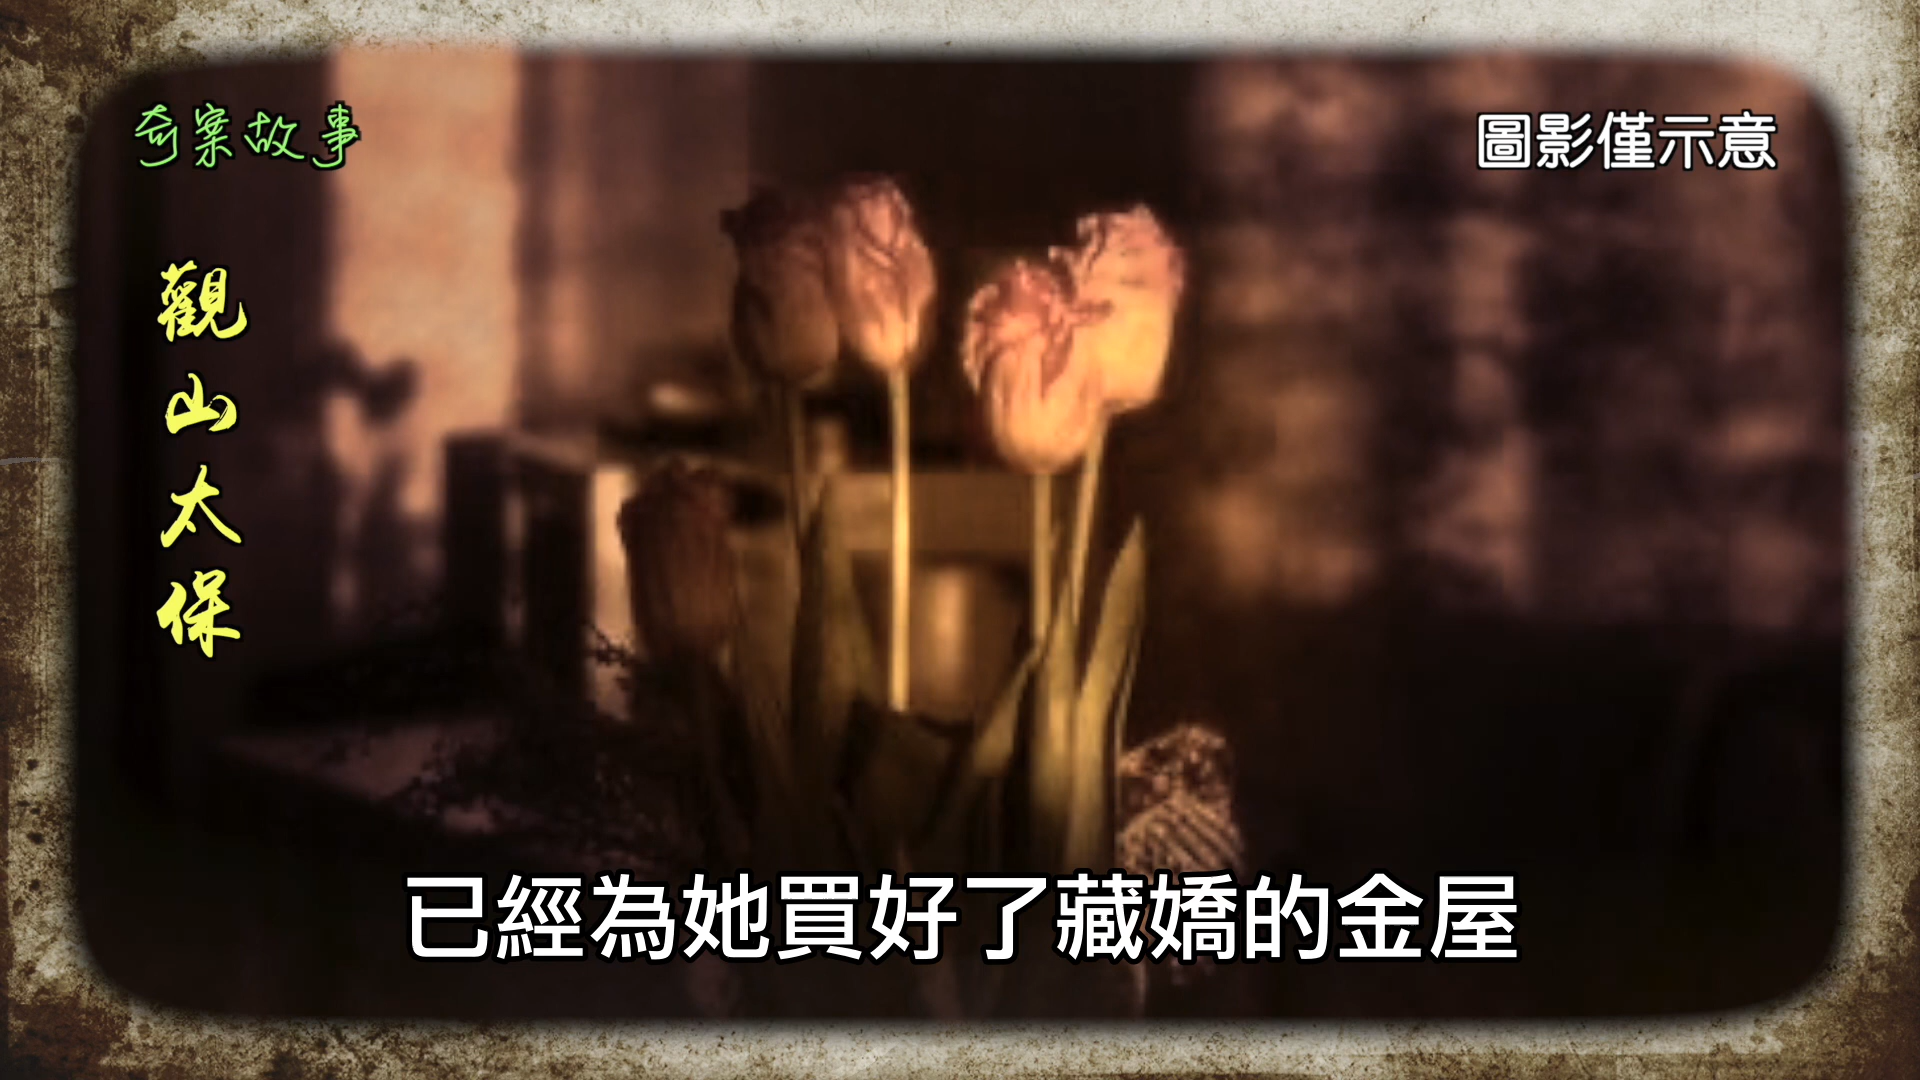 奇案故事
圖影僅示意
觀山太保
已經為她買好了藏嬌的金屋